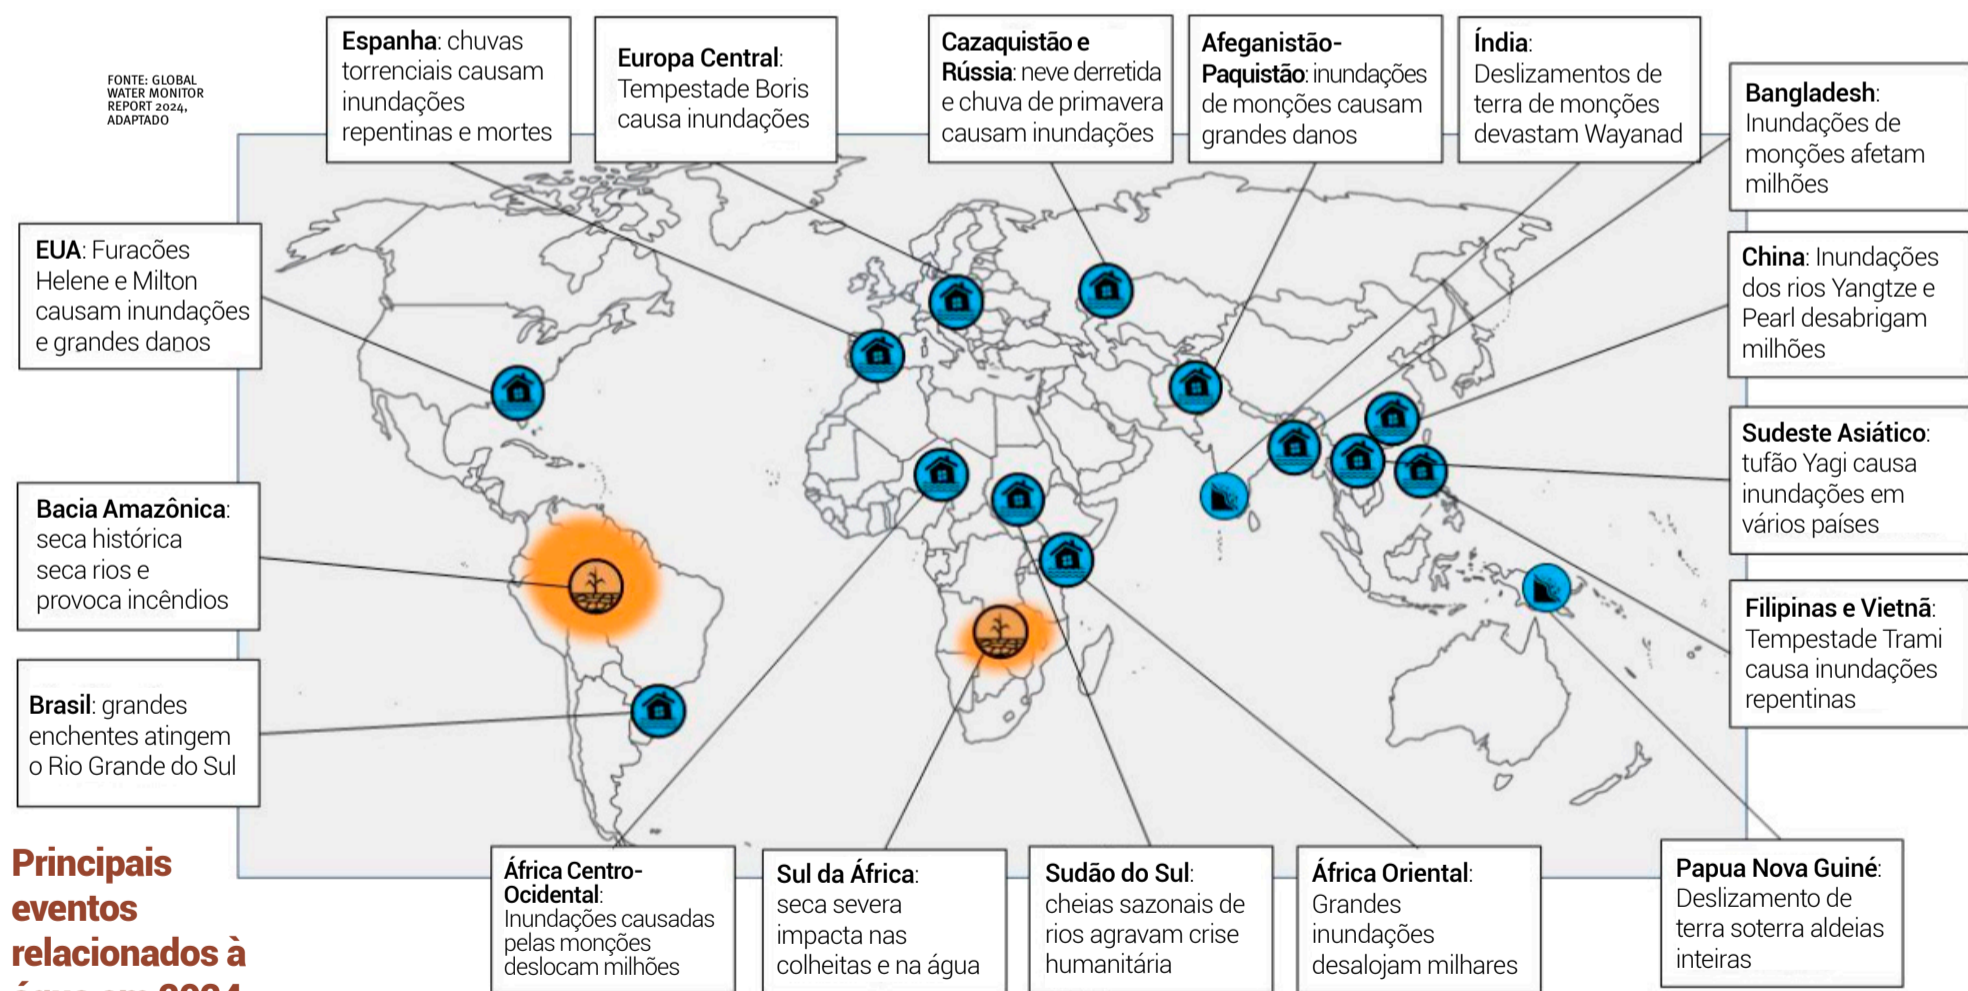 FONTE: GLOBAL
WATER MONITOR
REPORT 2024,
ADAPTADO
Espanha: chuvas
torrenciais causam
inundações
repentinas e mortes
Europa Central:
Tempestade Boris
causa inundações
Cazaquistão e
Rússia: neve derretida
e chuva de primavera
causam inundações
Afeganistão-
Paquistão: inundações
de monções causam
grandes danos
Índia:
Deslizamentos de
terra de monções
devastam Wayanad
Bangladesh:
Inundações de
monções afetam
milhões
EUA: Furacões
Helene e Milton
causam inundações
e grandes danos
China: Inundações
dos rios Yangtze e
Pearl desabrigam
milhões
Sudeste Asiático:
tufão Yagi causa
inundações em
vários países
Bacia Amazônica:
seca histórica
seca rios e
provoca incêndios
Filipinas e Vietnã:
Tempestade Trami
causa inundações
repentinas
Brasil: grandes
enchentes atingem
o Rio Grande do Sul
África Centro-
Ocidental:
Inundações causadas
pelas monções
deslocam milhões
Sul da África:
seca severa
impacta nas
colheitas e na água
Sudão do Sul:
cheias sazonais de
rios agravam crise
humanitária
África Oriental:
Grandes
inundações
desalojam milhares
Papua Nova Guiné:
Deslizamento de
terra soterra aldeias
inteiras
Principais
eventos
relacionados à
água em 2024